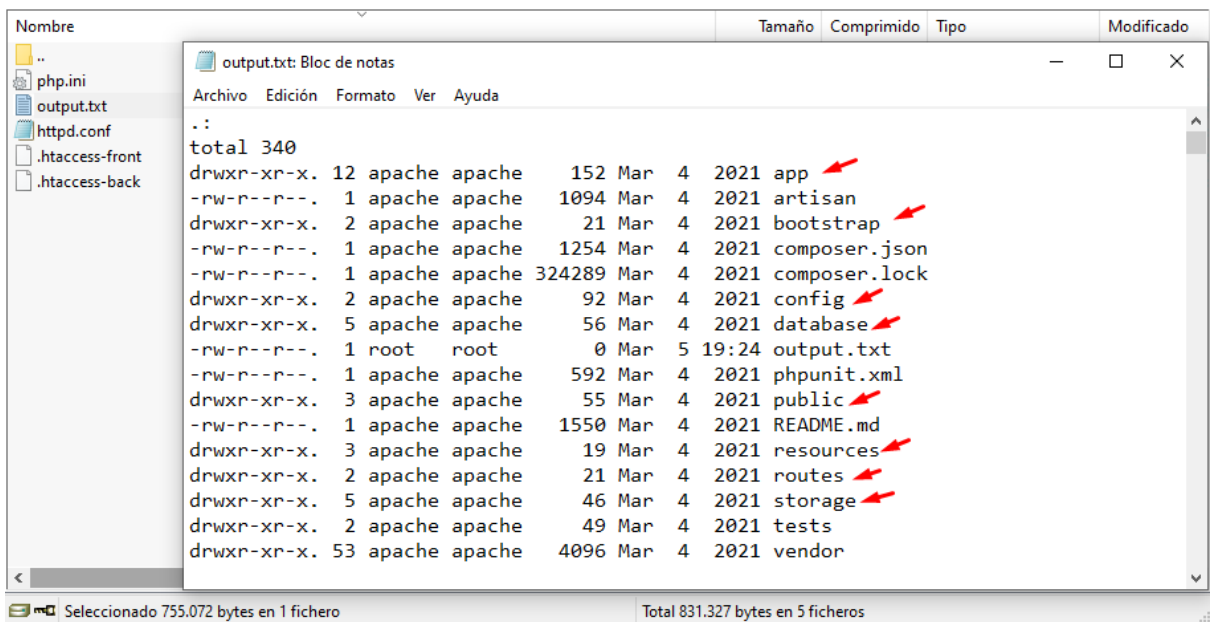 Nombre Tamaño Comprimido Tipo Modificado
..
php.ini
output.txt
httpd.conf
.htaccess-front
.htaccess-back
output.txt: Bloc de notas
Archivo Edición Formato Ver Ayuda
.:
total 340
drwxr-xr-x. 12 apache apache    152 Mar  4  2021 app
-rw-r--r--.  1 apache apache   1094 Mar  4  2021 artisan
drwxr-xr-x.  2 apache apache     21 Mar  4  2021 bootstrap
-rw-r--r--.  1 apache apache   1254 Mar  4  2021 composer.json
-rw-r--r--.  1 apache apache 324289 Mar  4  2021 composer.lock
drwxr-xr-x.  2 apache apache     92 Mar  4  2021 config
drwxr-xr-x.  5 apache apache     56 Mar  4  2021 database
-rw-r--r--.  1 root   root        0 Mar  5 19:24 output.txt
-rw-r--r--.  1 apache apache    592 Mar  4  2021 phpunit.xml
drwxr-xr-x.  3 apache apache     55 Mar  4  2021 public
-rw-r--r--.  1 apache apache   1550 Mar  4  2021 README.md
drwxr-xr-x.  3 apache apache     19 Mar  4  2021 resources
drwxr-xr-x.  2 apache apache     21 Mar  4  2021 routes
drwxr-xr-x.  5 apache apache     46 Mar  4  2021 storage
drwxr-xr-x.  2 apache apache     49 Mar  4  2021 tests
drwxr-xr-x. 53 apache apache   4096 Mar  4  2021 vendor
Seleccionado 755.072 bytes en 1 fichero Total 831.327 bytes en 5 ficheros